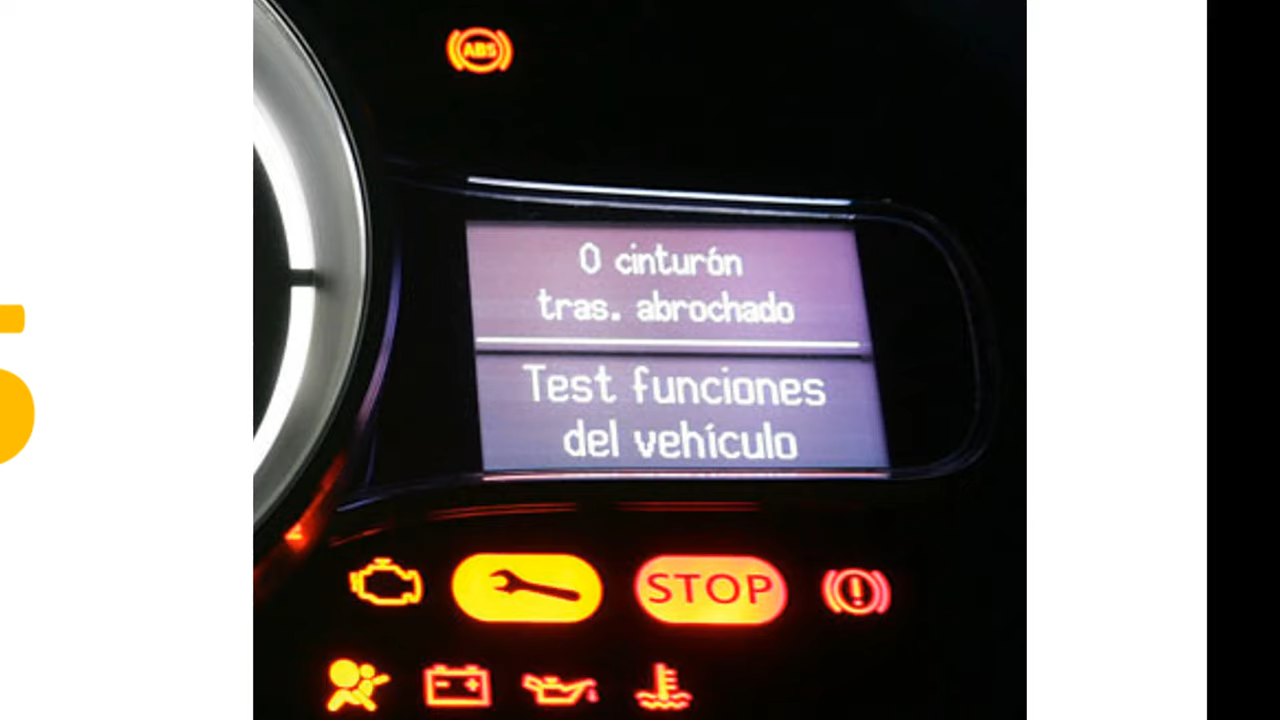 ABS
0 cinturón
tras. abrochado
Test funciones
del vehículo
STOP